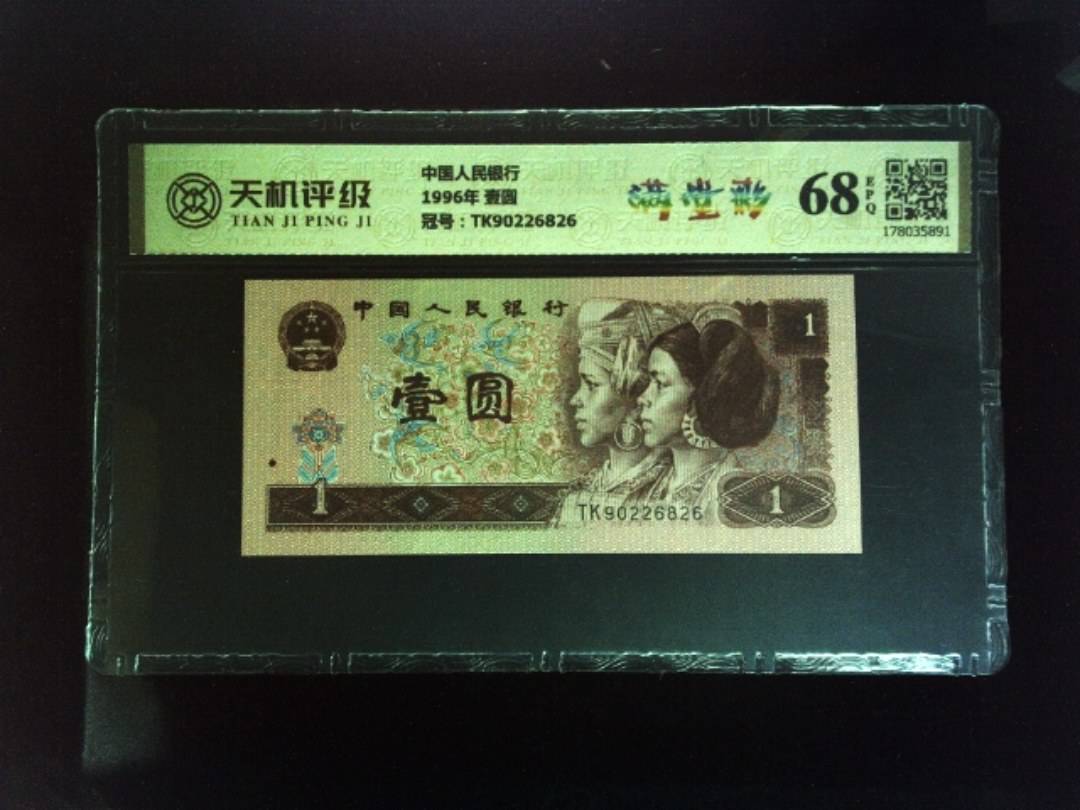 天机评级
TIAN JI PING JI
中国人民银行
1996年 壹圆
冠号：TK90226826
满堂彩
68
EPQ
178035891
中国人民银行
1
壹圆
1
TK90226826
1